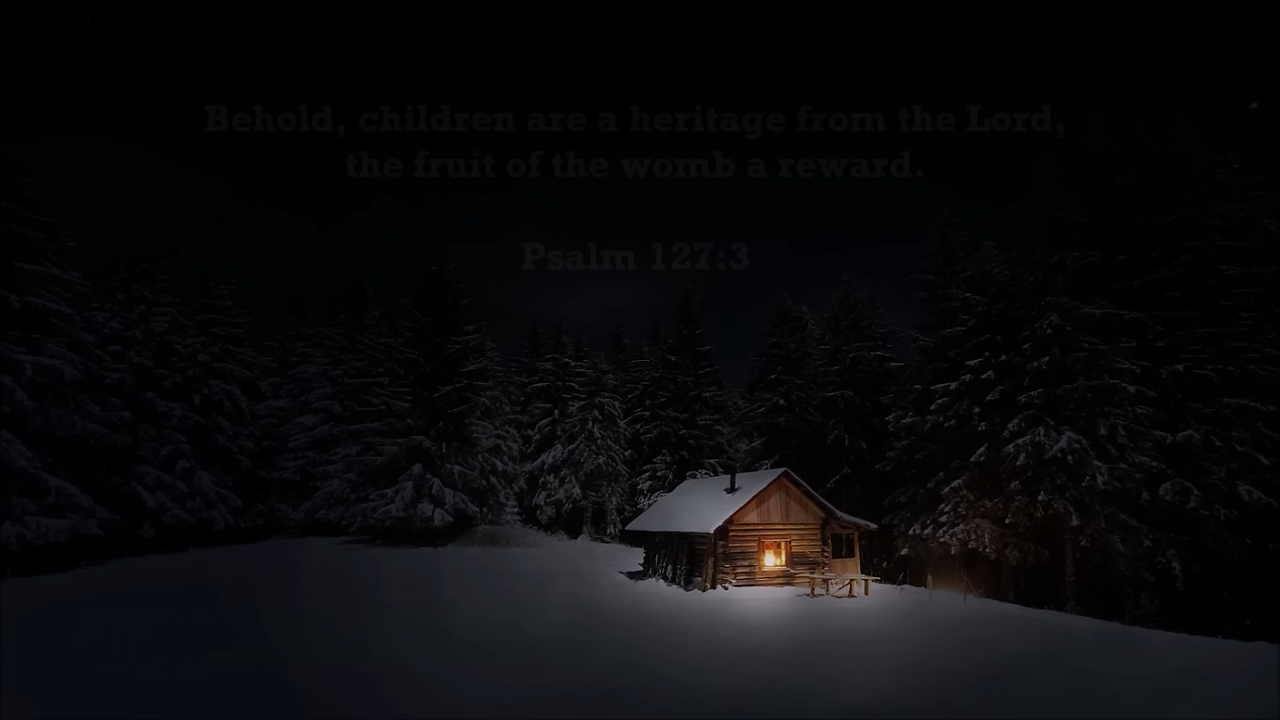 Behold, children are a heritage from the Lord,
the fruit of the womb a reward.
Psalm 127:3